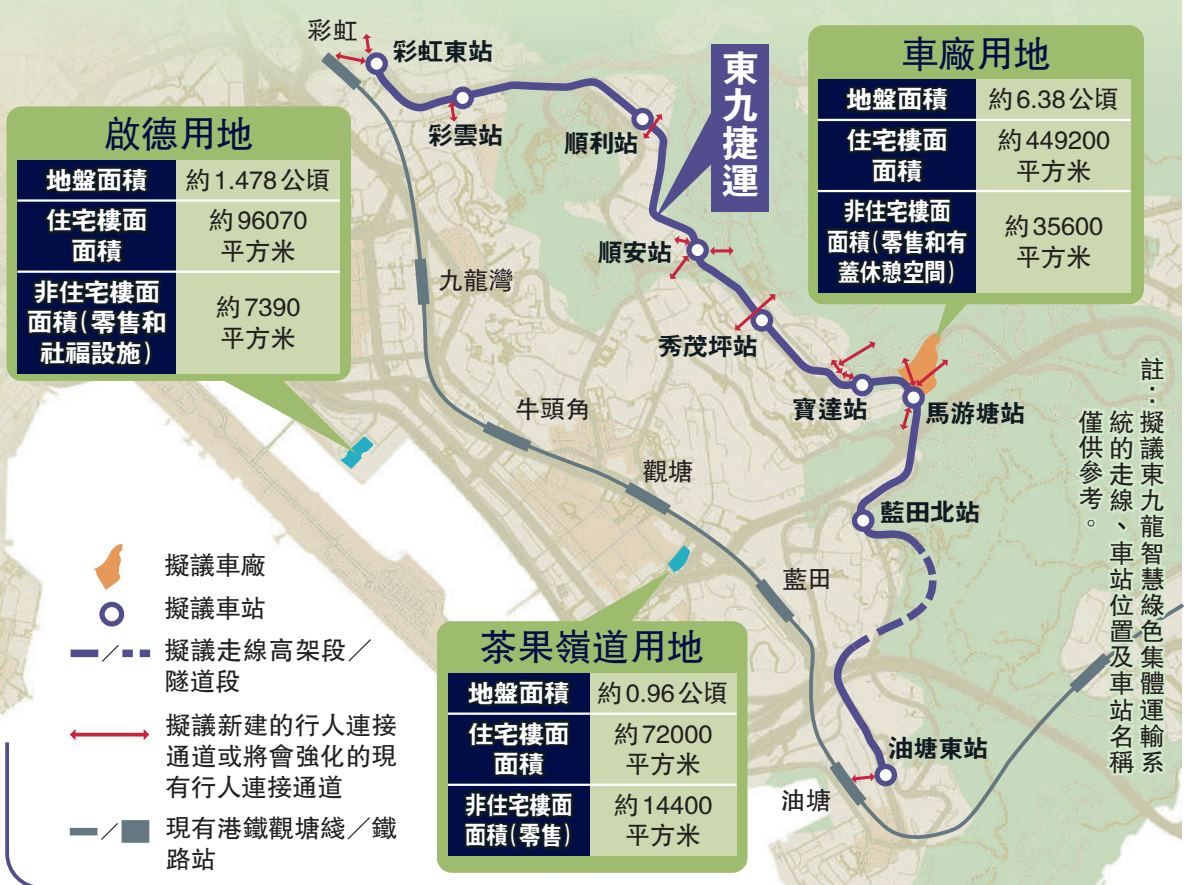 彩虹
彩虹東站
彩雲站
順利站
東九捷運
順安站
秀茂坪站
寶達站
馬游塘站
藍田北站
油塘東站
九龍灣
牛頭角
觀塘
藍田
油塘
啟德用地
地盤面積
約1.478公頃
住宅樓面
面積
約96070
平方米
非住宅樓面
面積(零售和
社福設施)
約7390
平方米
車廠用地
地盤面積
約6.38公頃
住宅樓面
面積
約449200
平方米
非住宅樓面
面積(零售和有
蓋休憩空間)
約35600
平方米
茶果嶺道用地
地盤面積
約0.96公頃
住宅樓面
面積
約72000
平方米
非住宅樓面
面積(零售)
約14400
平方米
擬議車廠
擬議車站
擬議走線高架段／
隧道段
擬議新建的行人連接
通道或將會強化的現
有行人連接通道
現有港鐵觀塘綫／鐵
路站
註：擬議東九龍智慧綠色集體運輸系
統的走線、車站位置及車站名稱
僅供參考。